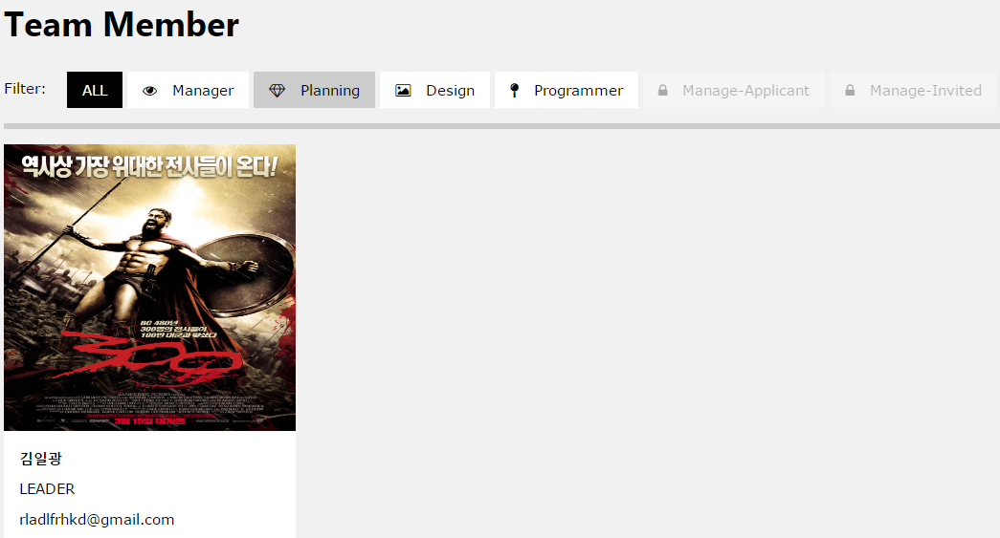 Team Member
Filter: ALL Manager Planning Design Programmer Manage-Applicant Manage-Invited
역사상 가장 위대한 전사들이 온다!
BC 480년
300명의 전사들이
100만 대군과 맞섰다
300
3월 15일 대개봉
김일광
LEADER
rladlfrhkd@gmail.com